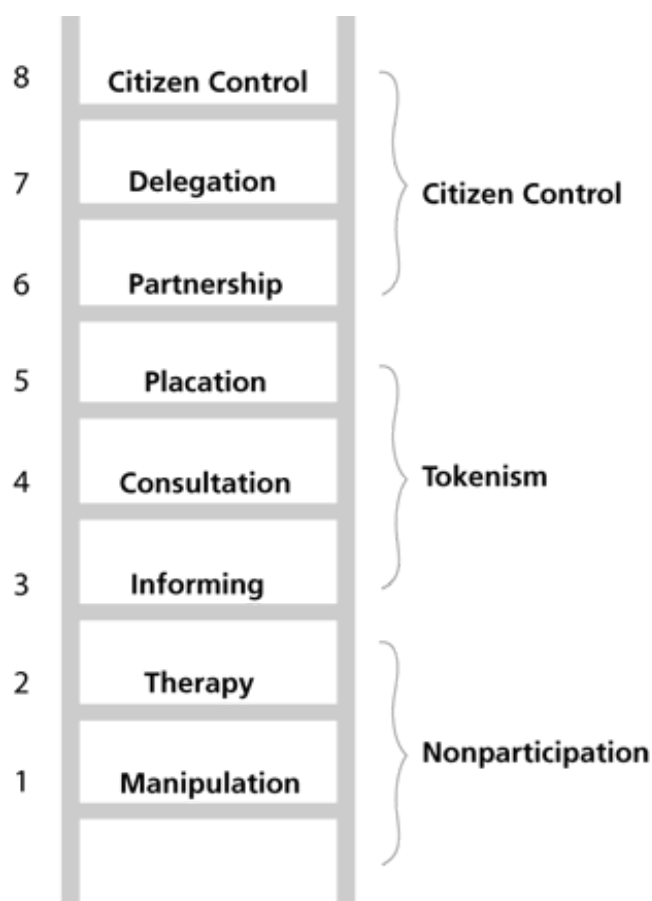 8 Citizen Control
7 Delegation
Citizen Control
6 Partnership
5 Placation
4 Consultation
Tokenism
3 Informing
2 Therapy
Nonparticipation
1 Manipulation